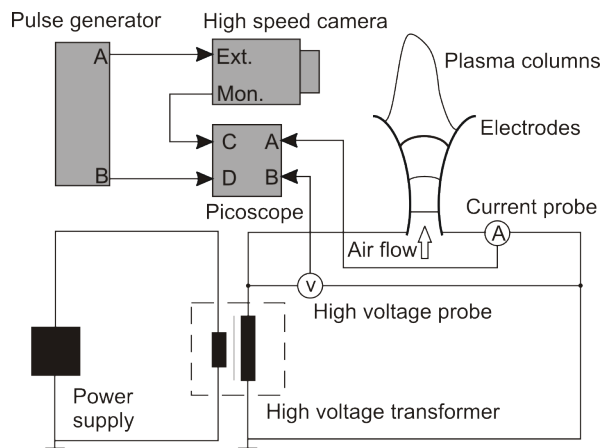 Pulse generator
High speed camera
A
Ext.
Plasma columns
Mon.
Electrodes
C
A
B
D
B
Picoscope
Current probe
A
Air flow
V
High voltage probe
Power
supply
High voltage transformer